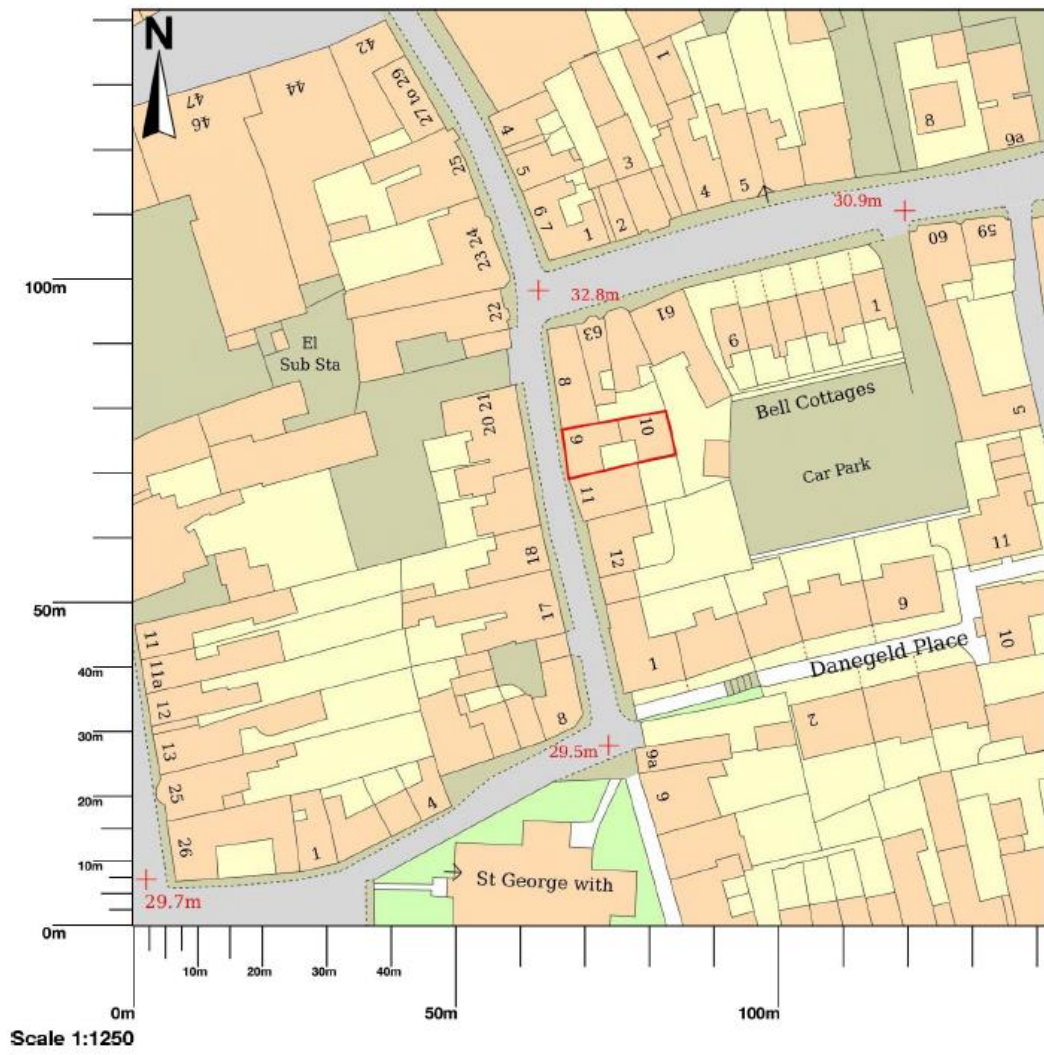 N
42
44
47
46
27 to 29
25
4
5
6
7
1
3
2
1
4
5
8
9a
30.9m
60
59
23 24
22
32.8m
100m
El
Sub Sta
63
61
6
1
8
Bell Cottages
9
10
Car Park
5
20 21
11
12
18
11
17
50m
11
11a
12
13
25
26
40m
30m
20m
10m
0m
9
10
Danegeld Place
1
2
8
29.5m
9a
9
4
1
29.7m
St George with
10m
20m
30m
40m
0m
50m
100m
Scale 1:1250